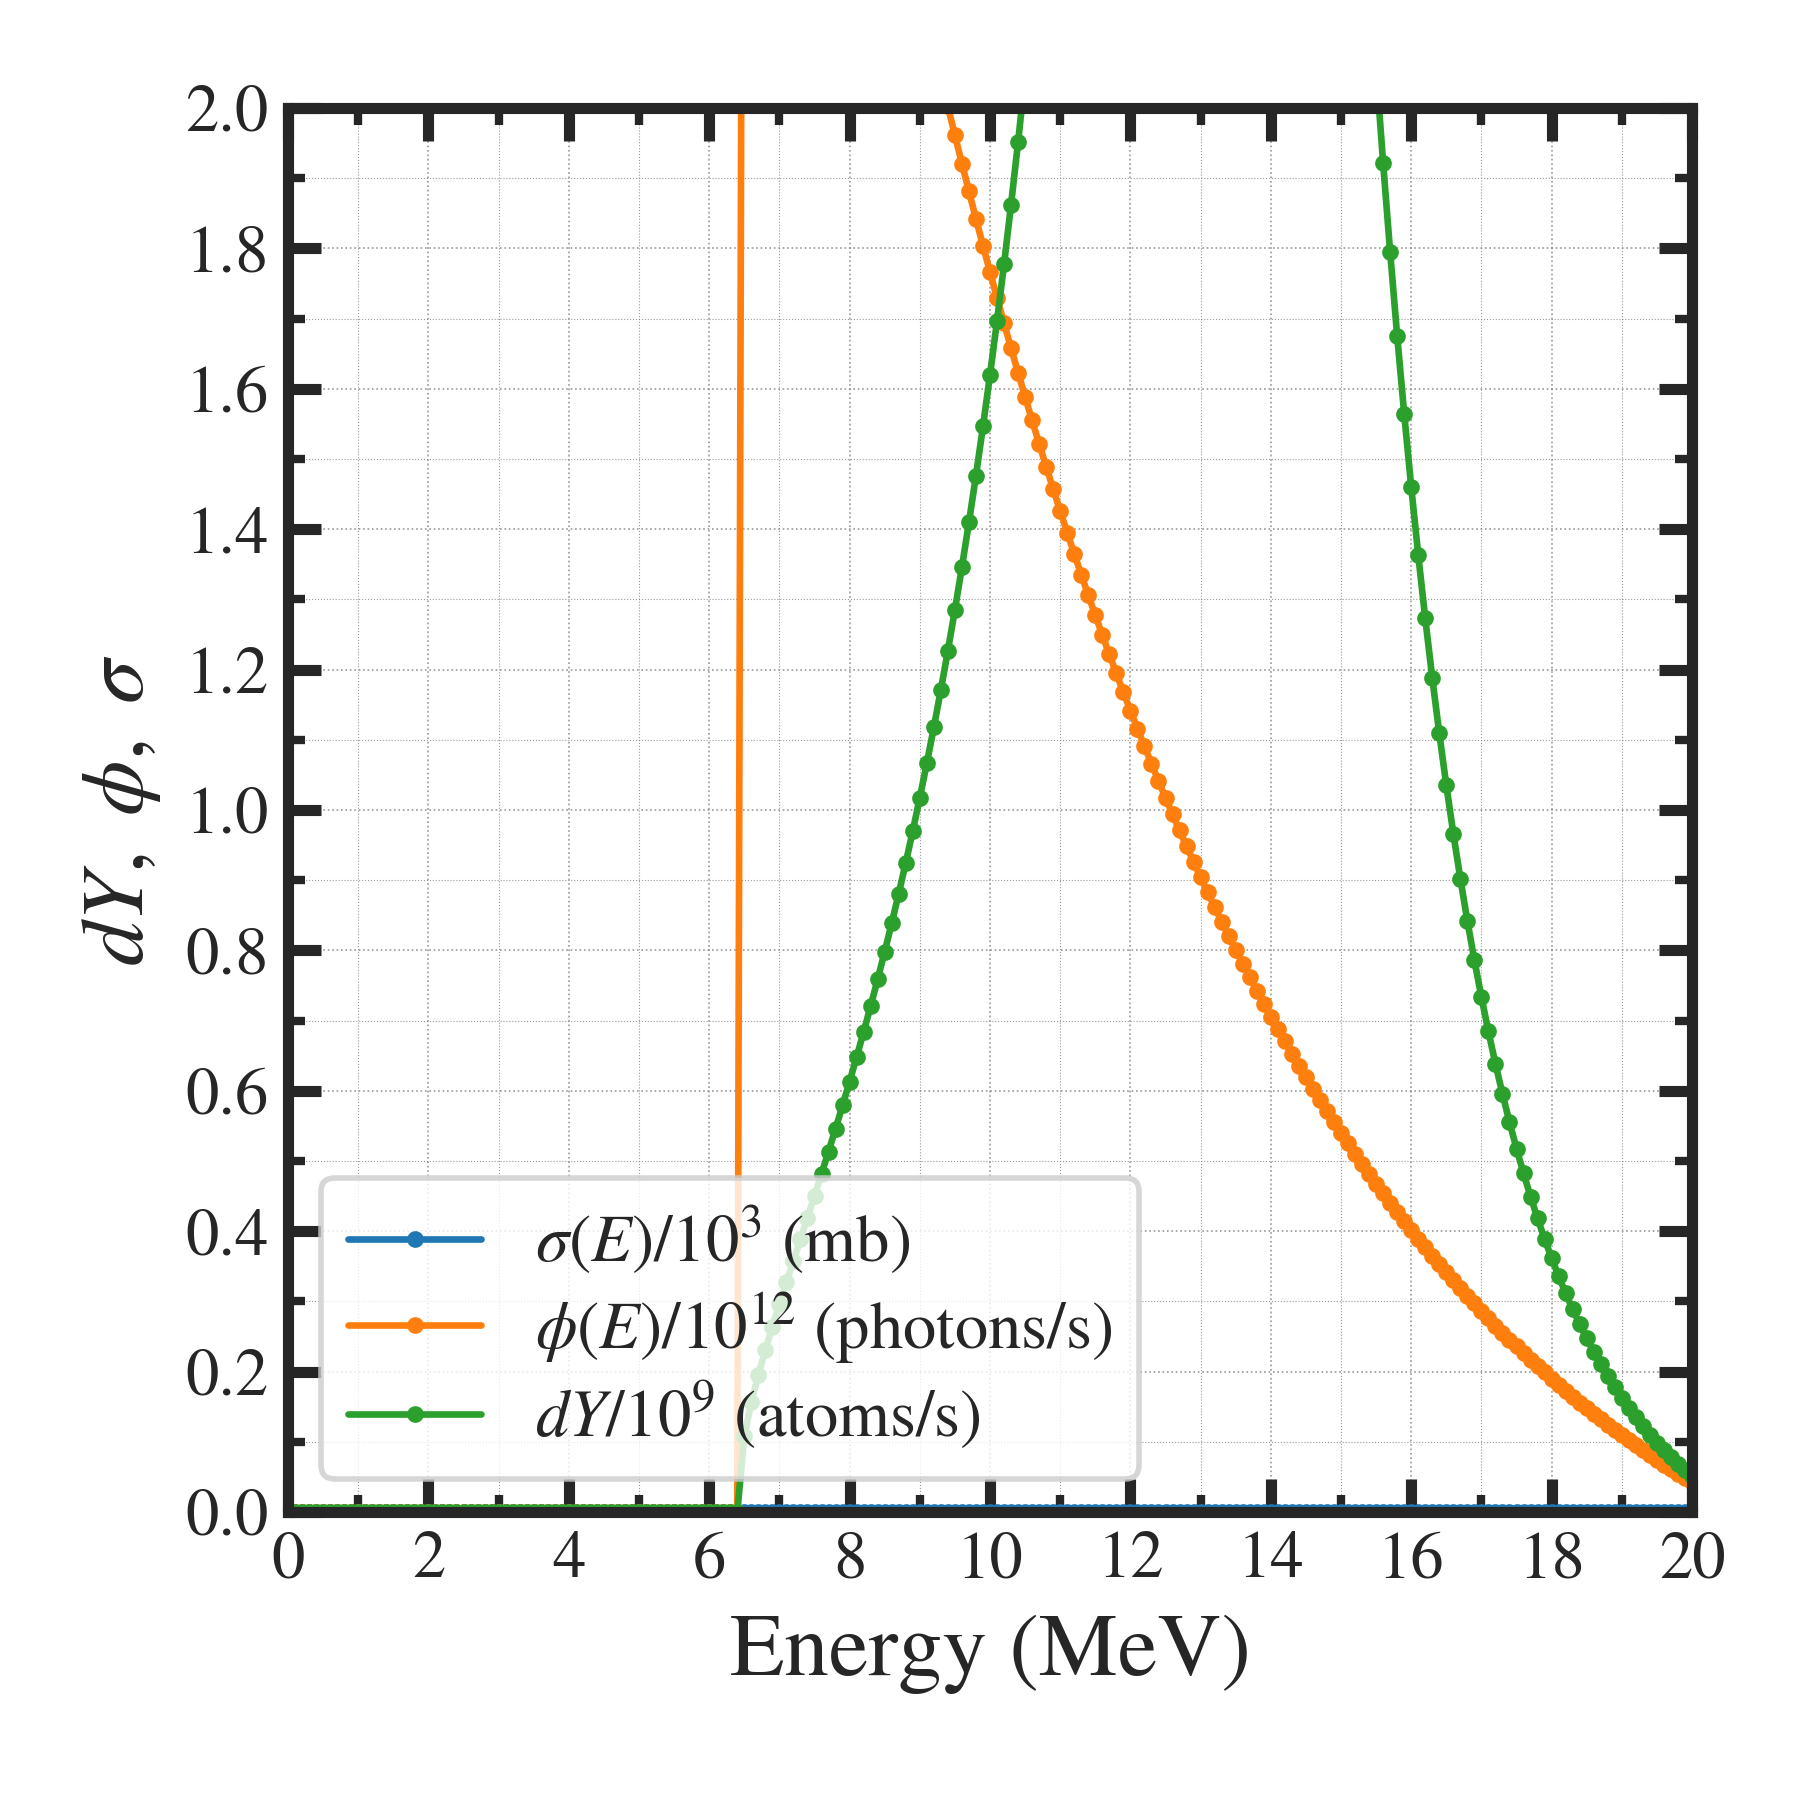 2.0
1.8
1.6
1.4
1.2
1.0
0.8
0.6
0.4
0.2
0.0
dY, ϕ, σ
σ(E)/10³ (mb)
ϕ(E)/10¹² (photons/s)
dY/10⁹ (atoms/s)
0 2 4 6 8 10 12 14 16 18 20
Energy (MeV)